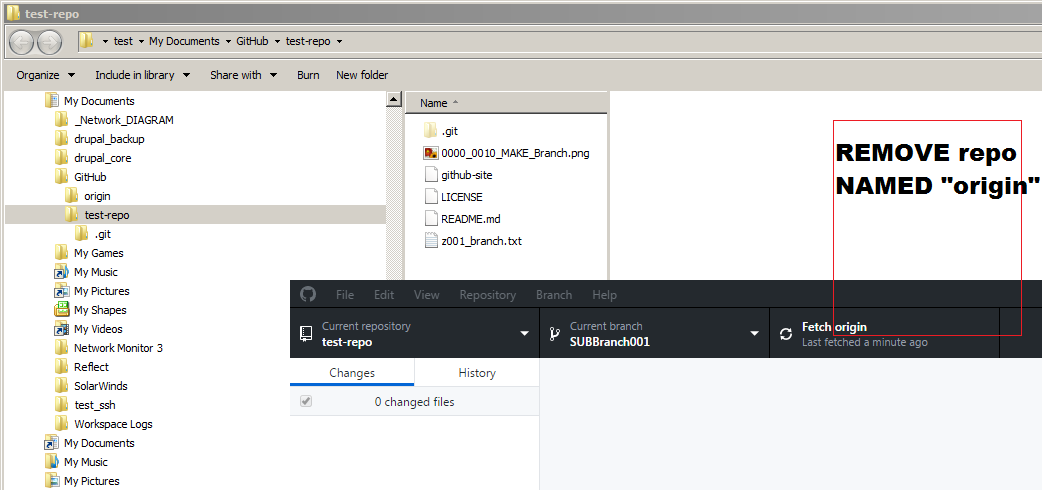 test-repo
test My Documents GitHub test-repo
Organize Include in library Share with Burn New folder
My Documents
_Network_DIAGRAM
drupal_backup
drupal_core
GitHub
origin
test-repo
.git
My Games
My Music
My Pictures
My Shapes
My Videos
Network Monitor 3
Reflect
SolarWinds
test_ssh
Workspace Logs
My Documents
My Music
My Pictures
Name
.git
0000_0010_MAKE_Branch.png
github-site
LICENSE
README.md
z001_branch.txt
REMOVE repo
NAMED "origin"
File Edit View Repository Branch Help
Current repository
test-repo
Current branch
SUBBranch001
Fetch origin
Last fetched a minute ago
Changes History
0 changed files